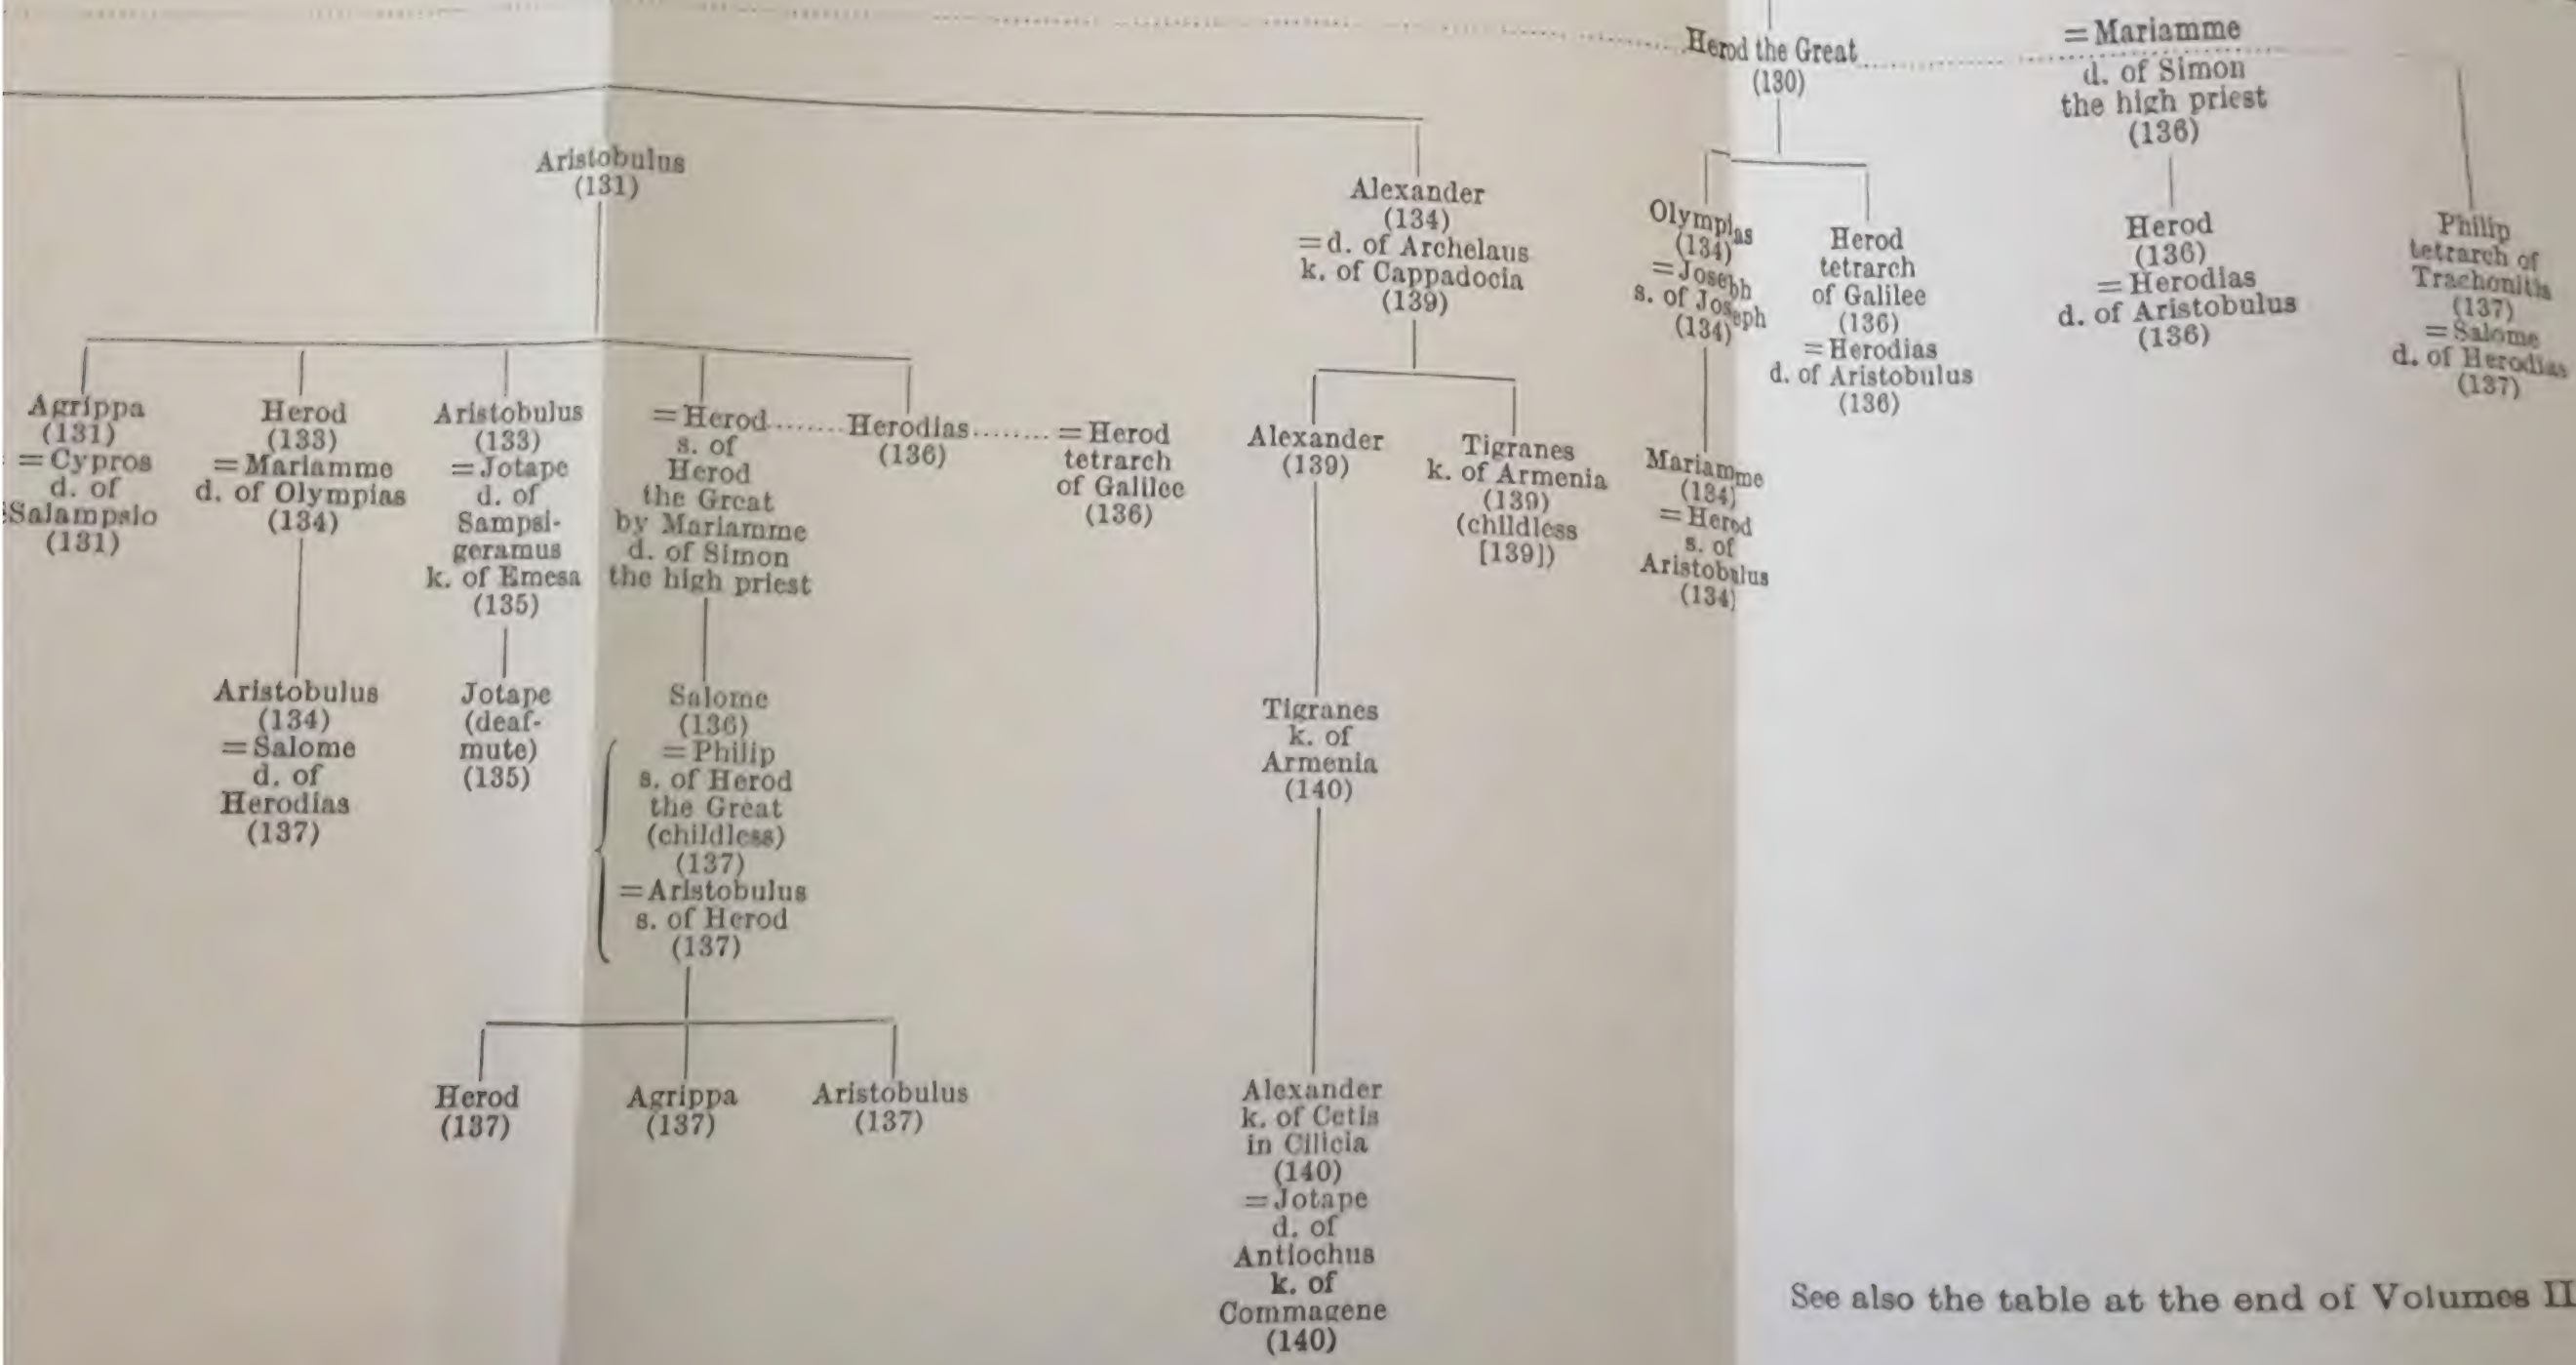 Herod the Great
(130)
=Mariamme
d. of Simon
the high priest
(136)
Aristobulus
(131)
Alexander
(134)
=d. of Archelaus
k. of Cappadocia
(139)
Olympias
(134)
=Joseph
s. of Joseph
(134)
Herod
tetrarch
of Galilee
(136)
=Herodias
d. of Aristobulus
(136)
Herod
(136)
=Herodias
d. of Aristobulus
(136)
Philip
tetrarch of
Trachonitis
(137)
=Salome
d. of Herodias
(137)
Agrippa
(131)
=Cypros
d. of
Salampsio
(131)
Herod
(133)
=Mariamme
d. of Olympias
(134)
Aristobulus
(133)
=Jotape
d. of
Sampsi-
geramus
k. of Emesa
(135)
=Herod
s. of
Herod
the Great
by Mariamme
d. of Simon
the high priest
Herodias
(136)
=Herod
tetrarch
of Galilee
(136)
Alexander
(139)
Tigranes
k. of Armenia
(139)
(childless
[139])
Mariamme
(134)
=Herod
s. of
Aristobulus
(134)
Aristobulus
(134)
=Salome
d. of
Herodias
(137)
Jotape
(deaf-
mute)
(135)
Salome
(136)
=Philip
s. of Herod
the Great
(childless)
(137)
=Aristobulus
s. of Herod
(137)
Tigranes
k. of
Armenia
(140)
Herod
(137)
Agrippa
(137)
Aristobulus
(137)
Alexander
k. of Cetis
in Cilicia
(140)
=Jotape
d. of
Antiochus
k. of
Commagene
(140)
See also the table at the end of Volumes II